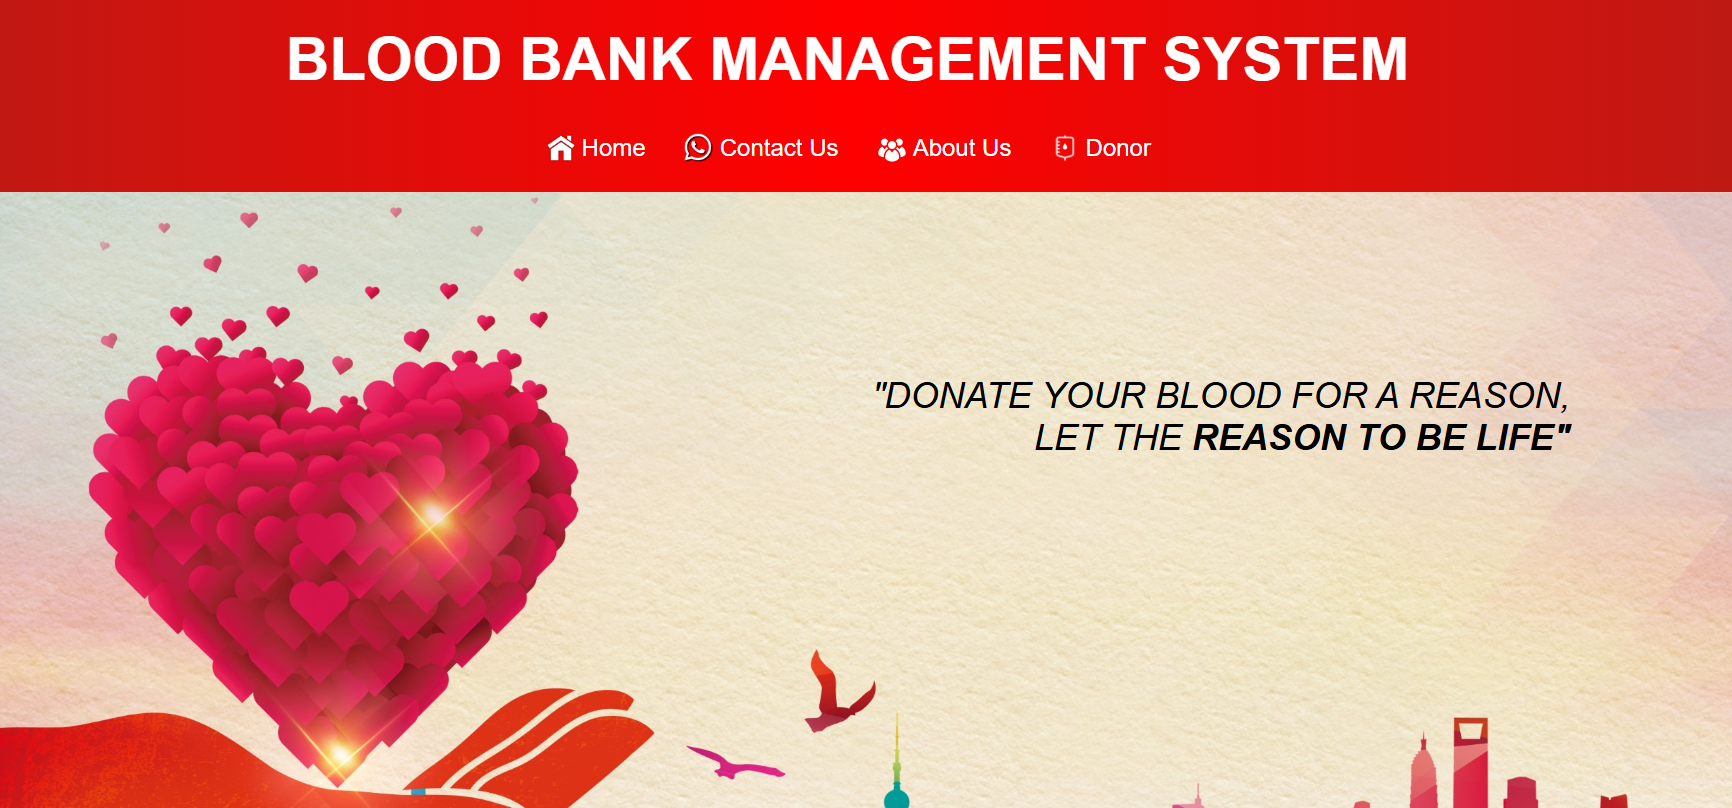 BLOOD BANK MANAGEMENT SYSTEM
Home Contact Us About Us Donor
"DONATE YOUR BLOOD FOR A REASON,
LET THE REASON TO BE LIFE"